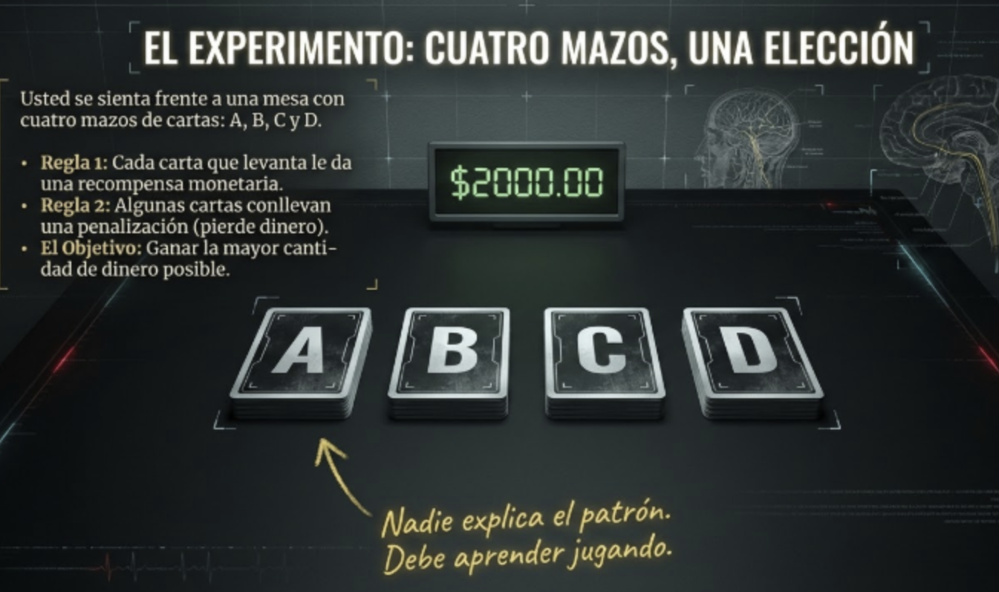 EL EXPERIMENTO: CUATRO MAZOS, UNA ELECCIÓN
Usted se sienta frente a una mesa con
cuatro mazos de cartas: A, B, C y D.
• Regla 1: Cada carta que levanta le da
una recompensa monetaria.
• Regla 2: Algunas cartas conllevan
una penalización (pierde dinero).
• El Objetivo: Ganar la mayor canti-
dad de dinero posible.
$2000.00
A B C D
Nadie explica el patrón.
Debe aprender jugando.